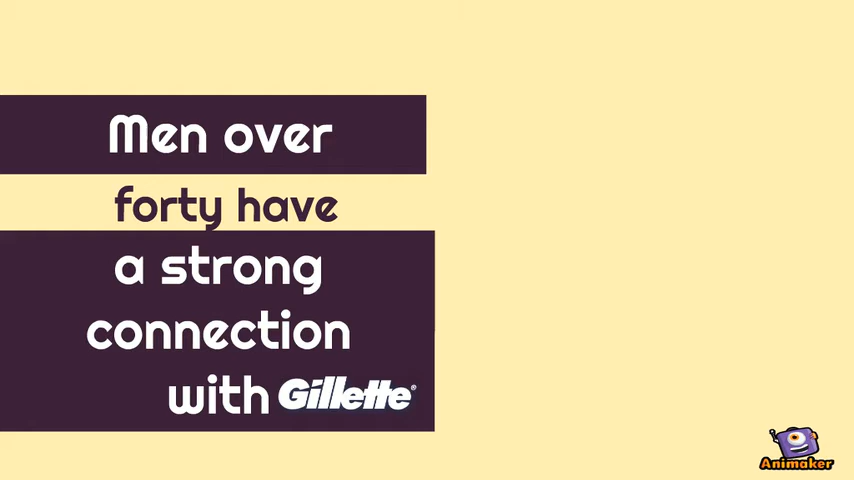 Men over
forty have
a strong
connection
with Gillette®
Animaker